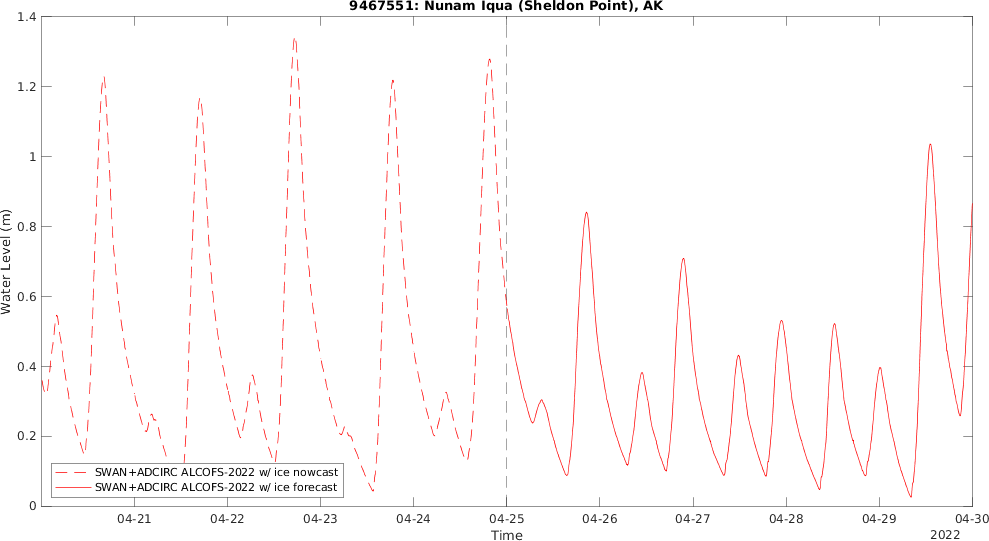 9467551: Nunam Iqua (Sheldon Point), AK
Water Level (m)
1.4
1.2
1
0.8
0.6
0.4
0.2
0
SWAN+ADCIRC ALCOFS-2022 w/ ice nowcast
SWAN+ADCIRC ALCOFS-2022 w/ ice forecast
04-21 04-22 04-23 04-24 04-25 04-26 04-27 04-28 04-29 04-30
Time
2022